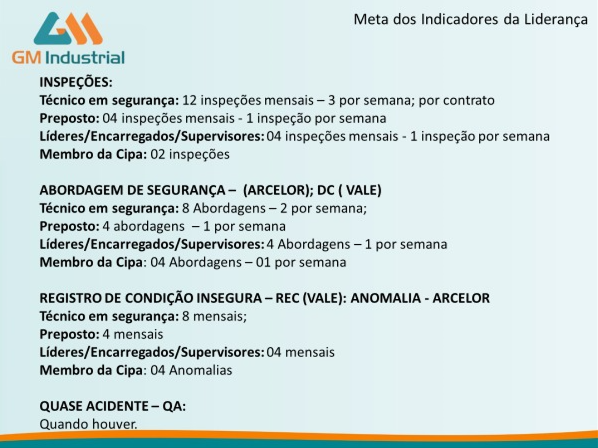 Meta dos Indicadores da Liderança
GM Industrial
INSPEÇÕES:
Técnico em segurança: 12 inspeções mensais – 3 por semana; por contrato
Preposto: 04 inspeções mensais - 1 inspeção por semana
Líderes/Encarregados/Supervisores: 04 inspeções mensais - 1 inspeção por semana
Membro da Cipa: 02 inspeções
ABORDAGEM DE SEGURANÇA – (ARCELOR); DC ( VALE)
Técnico em segurança: 8 Abordagens – 2 por semana;
Preposto: 4 abordagens – 1 por semana
Líderes/Encarregados/Supervisores: 4 Abordagens – 1 por semana
Membro da Cipa: 04 Abordagens – 01 por semana
REGISTRO DE CONDIÇÃO INSEGURA – REC (VALE): ANOMALIA - ARCELOR
Técnico em segurança: 8 mensais;
Preposto: 4 mensais
Líderes/Encarregados/Supervisores: 04 mensais
Membro da Cipa: 04 Anomalias
QUASE ACIDENTE – QA:
Quando houver.